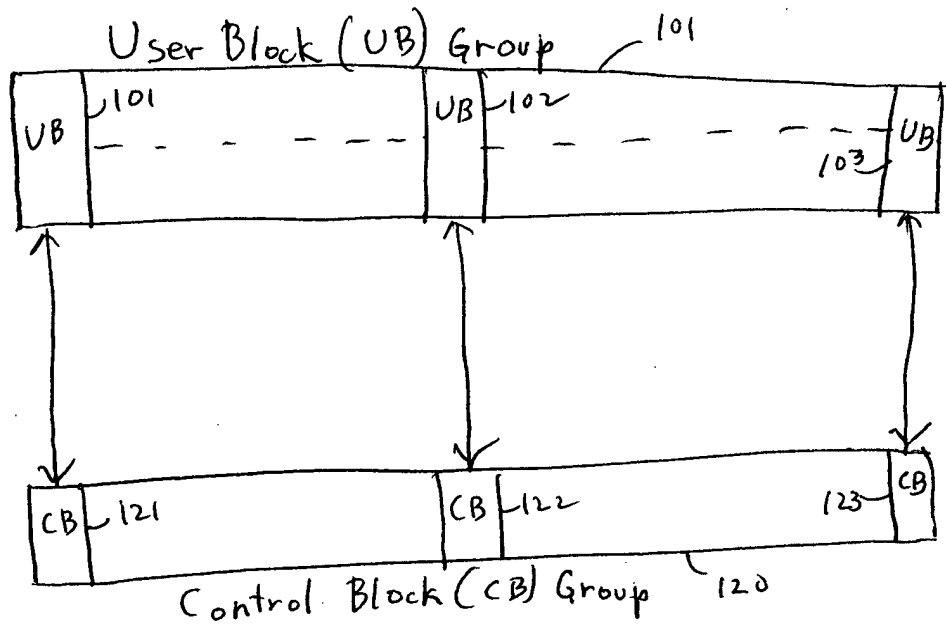 User Block (UB) Group 101
UB 101 UB 102 103 UB
CB 121 CB 122 123 CB
Control Block (CB) Group 120